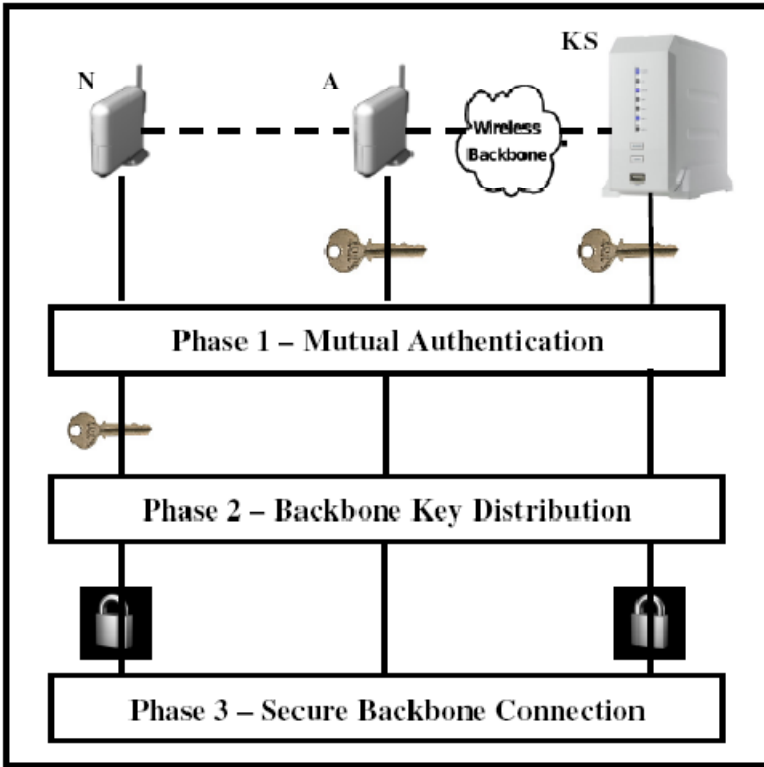 KS
N
A
Wireless
Backbone
Phase 1 – Mutual Authentication
Phase 2 – Backbone Key Distribution
Phase 3 – Secure Backbone Connection